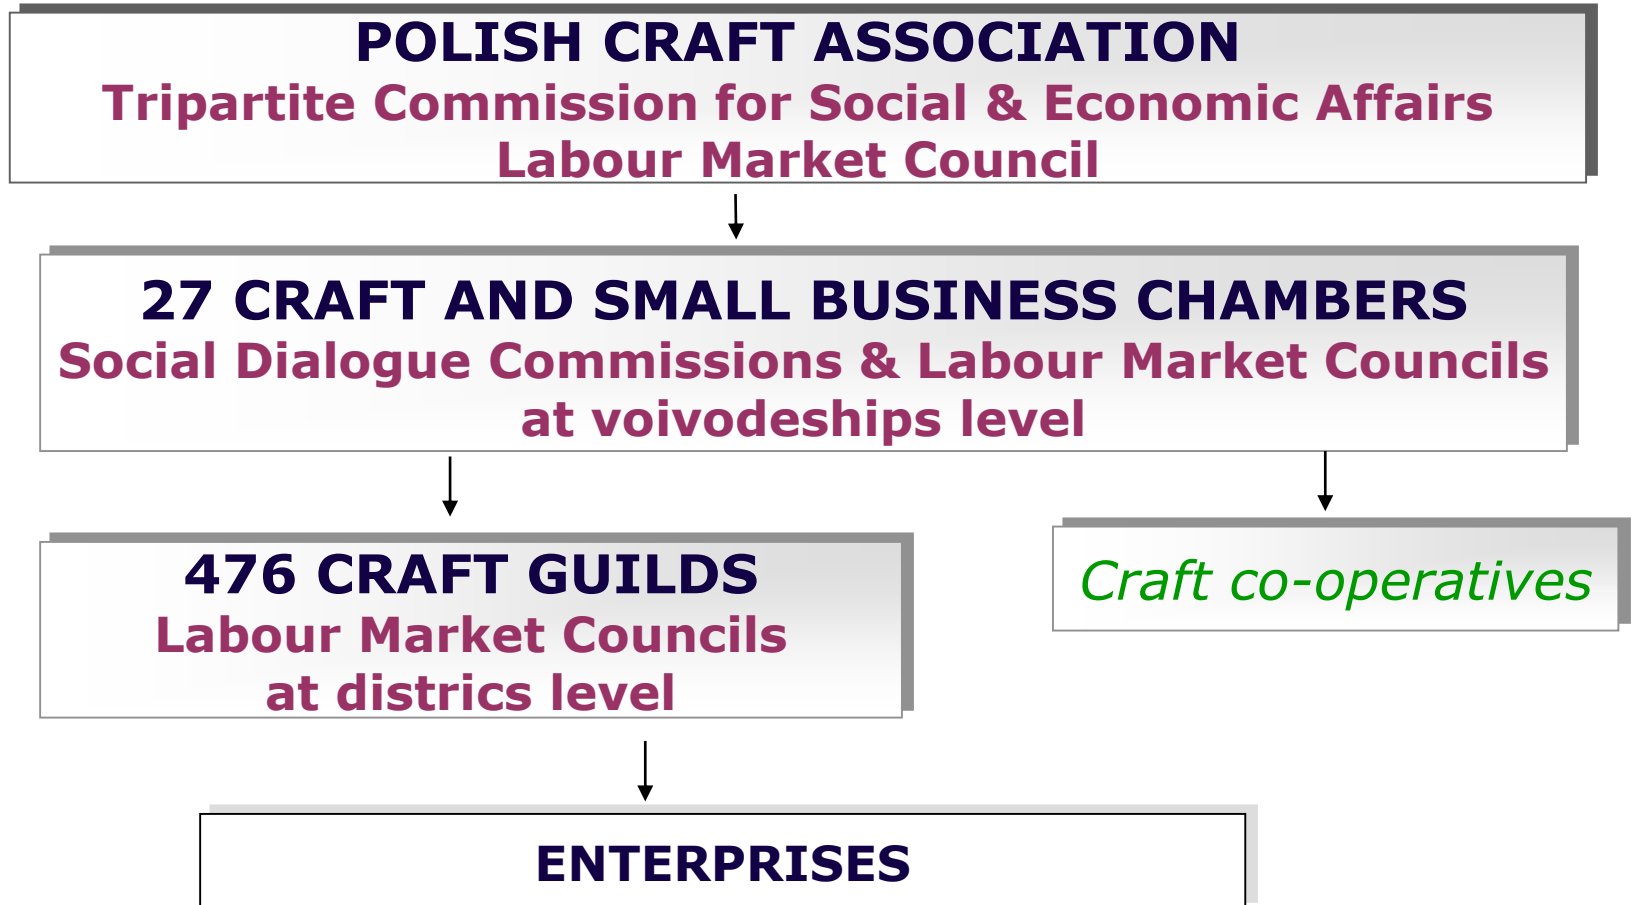 POLISH CRAFT ASSOCIATION
Tripartite Commission for Social & Economic Affairs
Labour Market Council
27 CRAFT AND SMALL BUSINESS CHAMBERS
Social Dialogue Commissions & Labour Market Councils
at voivodeships level
476 CRAFT GUILDS
Labour Market Councils
at districs level
Craft co-operatives
ENTERPRISES